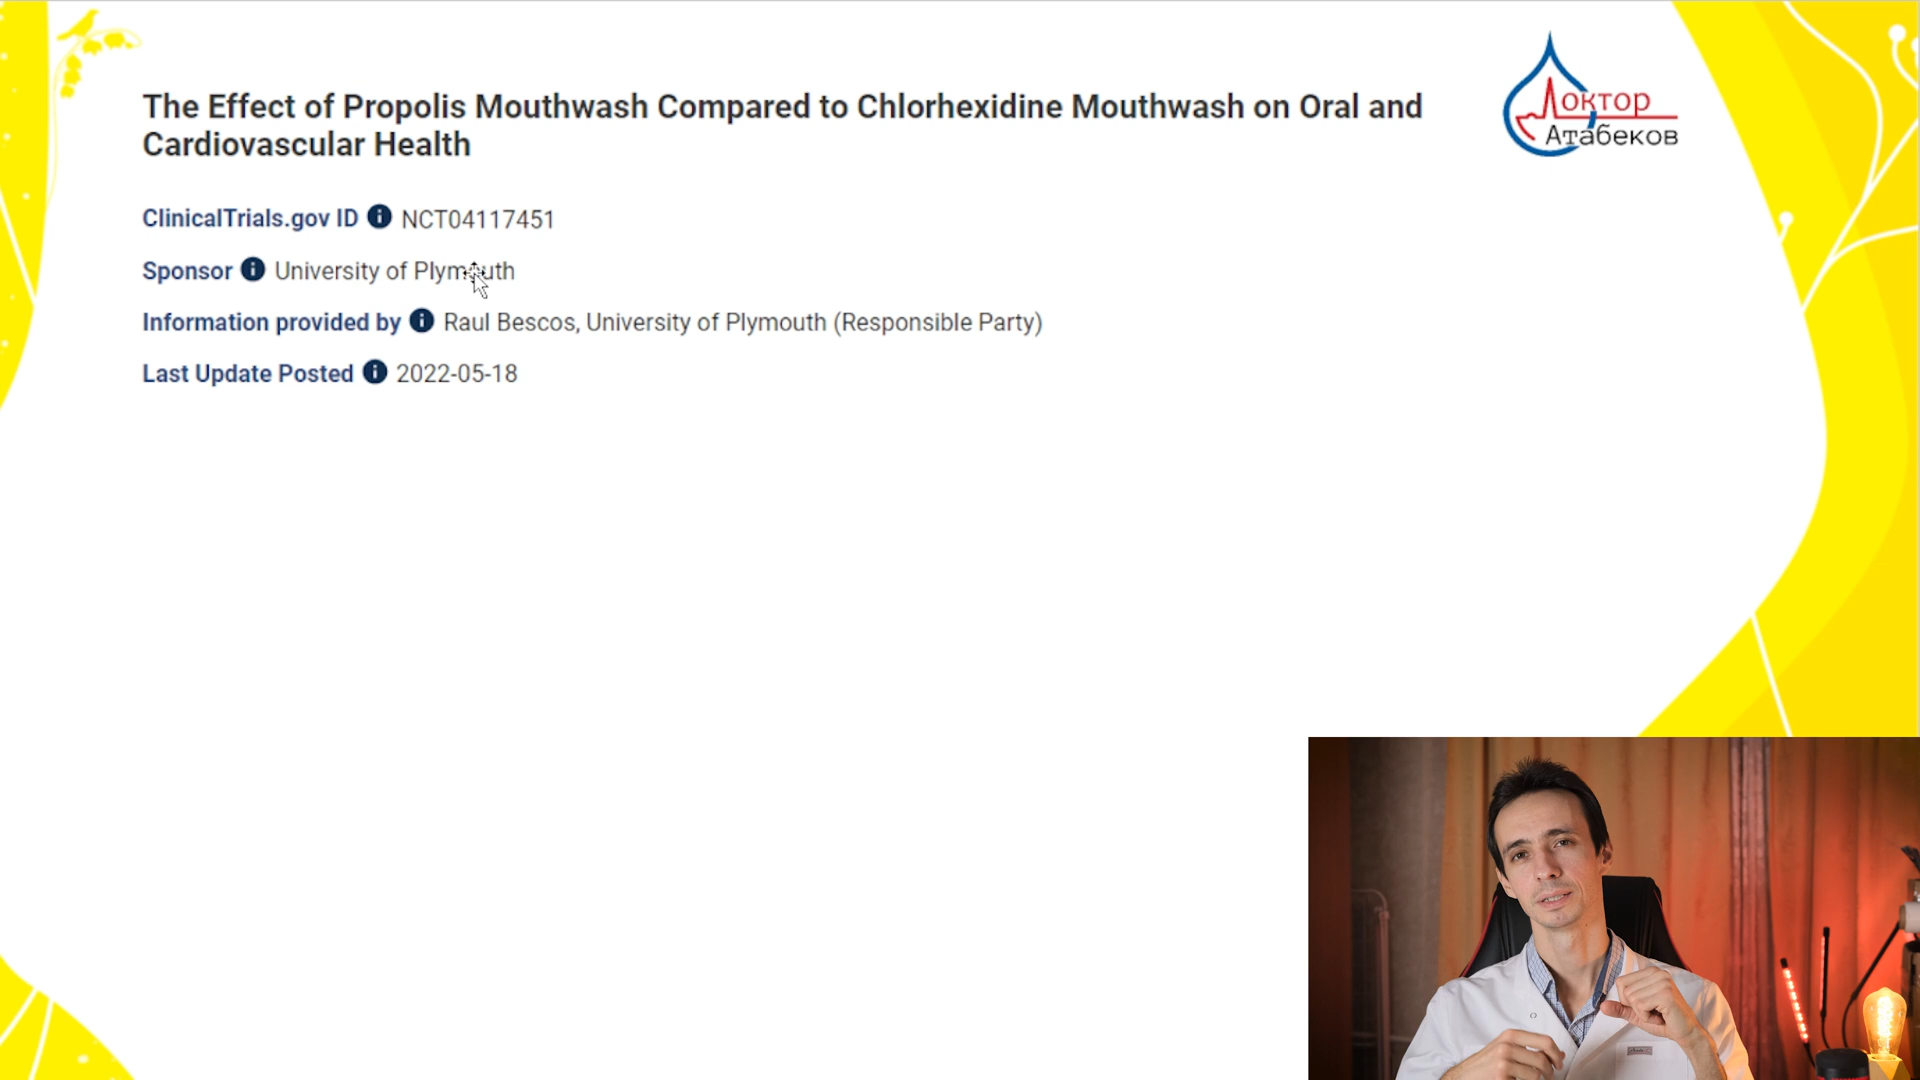 The Effect of Propolis Mouthwash Compared to Chlorhexidine Mouthwash on Oral and
Cardiovascular Health
Доктор
Атабеков
ClinicalTrials.gov ID NCT04117451
Sponsor University of Plymouth
Information provided by Raul Bescos, University of Plymouth (Responsible Party)
Last Update Posted 2022-05-18